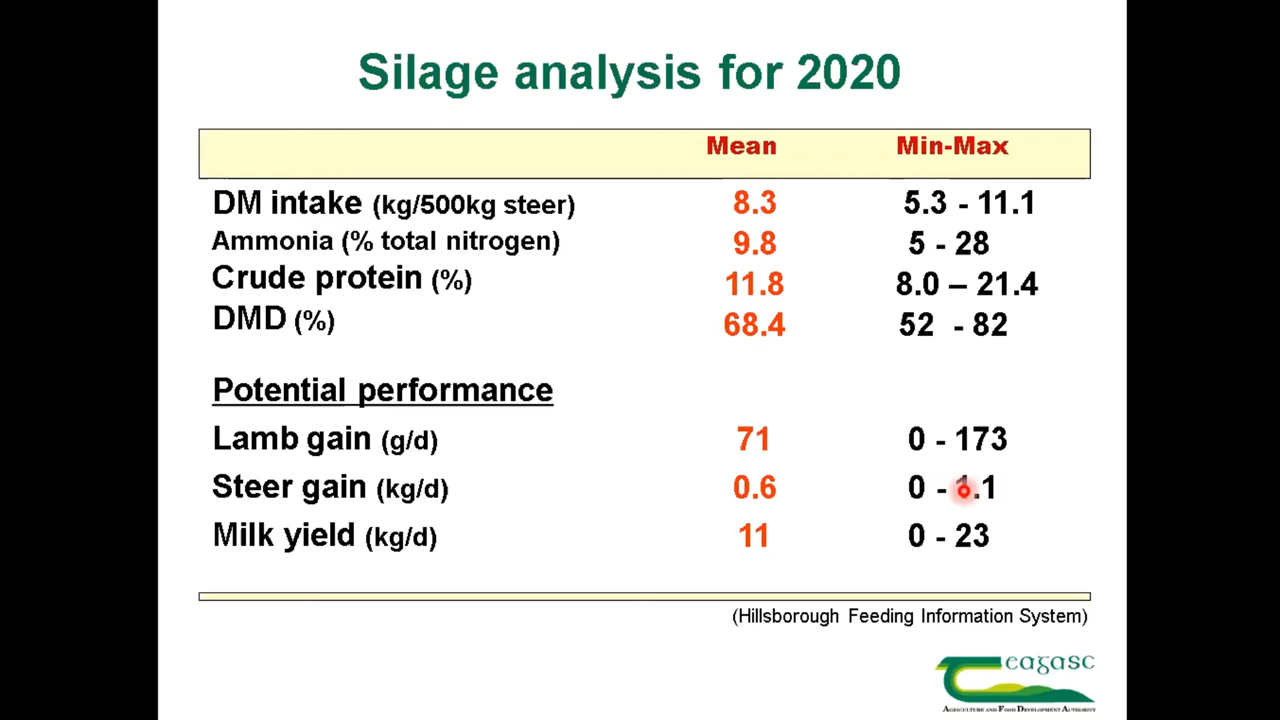 Silage analysis for 2020
Mean Min-Max
DM intake (kg/500kg steer) 8.3 5.3 - 11.1
Ammonia (% total nitrogen) 9.8 5 - 28
Crude protein (%) 11.8 8.0 – 21.4
DMD (%) 68.4 52 - 82
Potential performance
Lamb gain (g/d) 71 0 - 173
Steer gain (kg/d) 0.6 0 - 1.1
Milk yield (kg/d) 11 0 - 23
(Hillsborough Feeding Information System)
Teagasc
AGRICULTURE AND FOOD DEVELOPMENT AUTHORITY